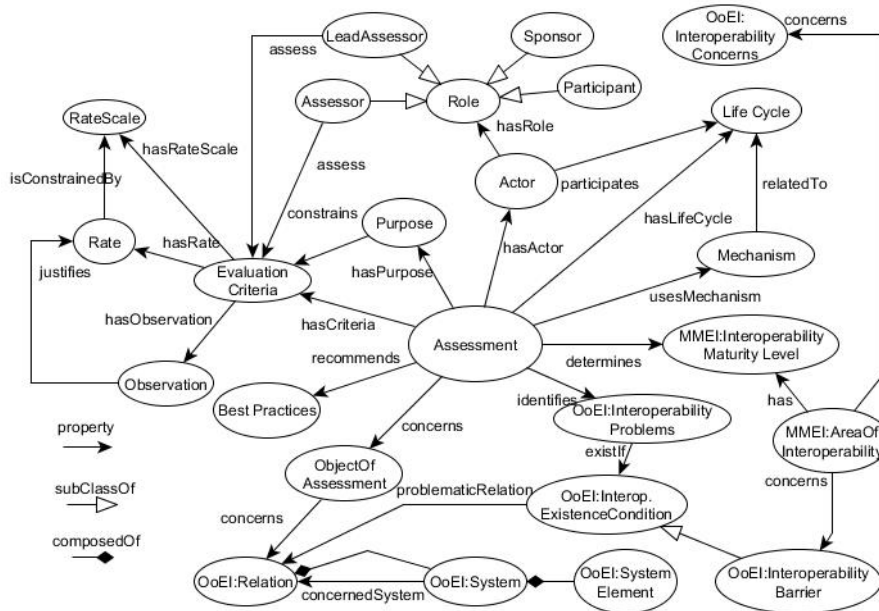 OoEI:
Interoperability
Concerns
concerns
LeadAssessor
Sponsor
assess
Participant
Assessor
Role
RateScale
Life Cycle
hasRole
hasRateScale
assess
isConstrainedBy
Actor
participates
relatedTo
constrains
Purpose
hasLifeCycle
Rate
hasRate
hasActor
Mechanism
justifies
Evaluation
Criteria
hasPurpose
usesMechanism
hasObservation
hasCriteria
Assessment
MMEI:Interoperability
Maturity Level
recommends
determines
Observation
identifies
has
Best Practices
OoEI:Interoperability
Problems
property
concerns
MMEI:AreaOf
Interoperability
existIf
ObjectOf
Assessment
concerns
subClassOf
problematicRelation
OoEI:Interop.
ExistenceCondition
concerns
composedOf
OoEI:Relation
concernedSystem
OoEI:System
OoEI:System
Element
OoEI:Interoperability
Barrier